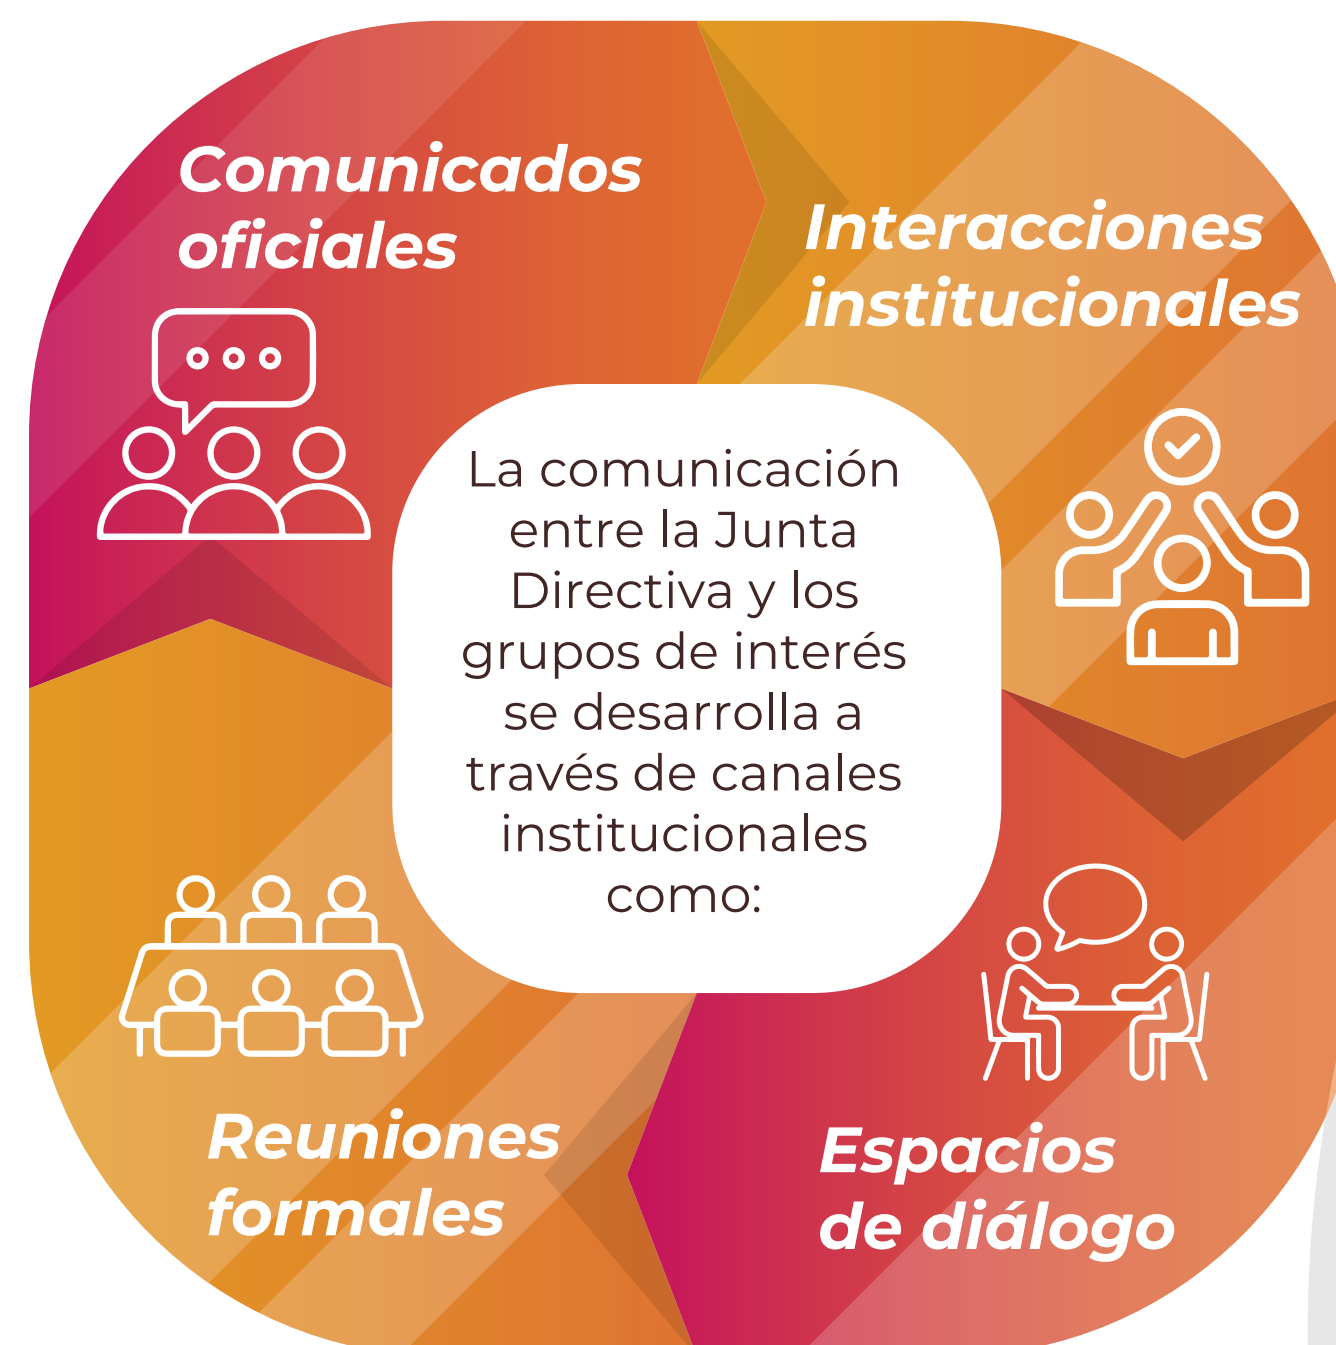 Comunicados
oficiales
Interacciones
institucionales
La comunicación
entre la Junta
Directiva y los
grupos de interés
se desarrolla a
través de canales
institucionales
como:
Reuniones
formales
Espacios
de diálogo